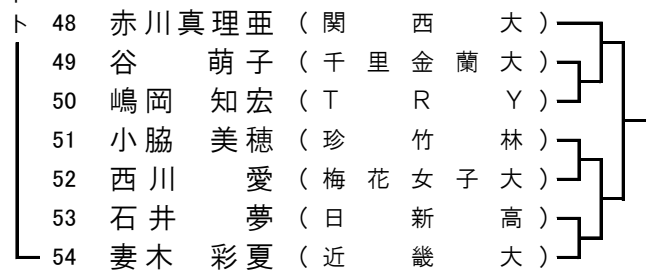 ト 48 赤川真理亜 (関西大)
49 谷 萌子 (千里金蘭大)
50 嶋岡 知宏 (TRY)
51 小脇 美穂 (珍竹林)
52 西川 愛 (梅花女子大)
53 石井 夢 (日新高)
54 妻木 彩夏 (近畿大)